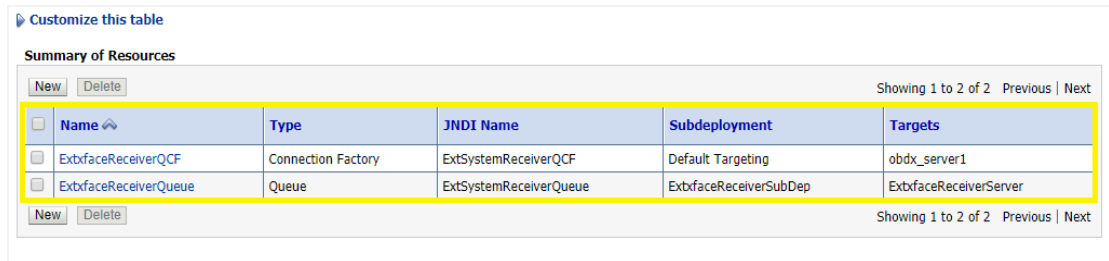 Customize this table
Summary of Resources
New Delete Showing 1 to 2 of 2 Previous | Next
Name Type JNDI Name Subdeployment Targets
ExtxfaceReceiverQCF Connection Factory ExtSystemReceiverQCF Default Targeting obdx_server1
ExtxfaceReceiverQueue Queue ExtSystemReceiverQueue ExtxfaceReceiverSubDep ExtxfaceReceiverServer
New Delete Showing 1 to 2 of 2 Previous | Next